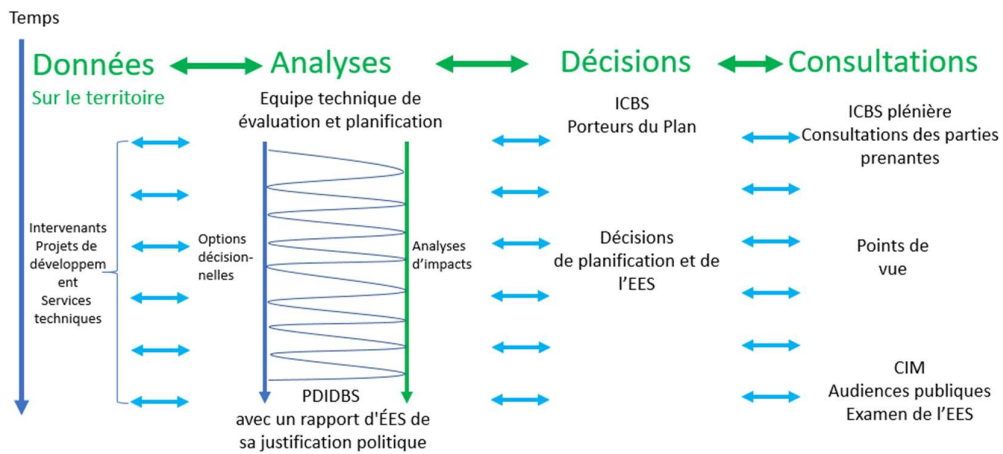 Temps
Données
Analyses
Décisions
Consultations
Sur le territoire
Equipe technique de
évaluation et planification
ICBS
Porteurs du Plan
ICBS plénière
Consultations des parties
prenantes
Intervenants
Projets de
développem
ent
Services
techniques
Options
décision-
nelles
Analyses
d’impacts
Décisions
de planification et de
l’EES
Points de
vue
PDIDBS
avec un rapport d'ÉES de
sa justification politique
CIM
Audiences publiques
Examen de l’EES